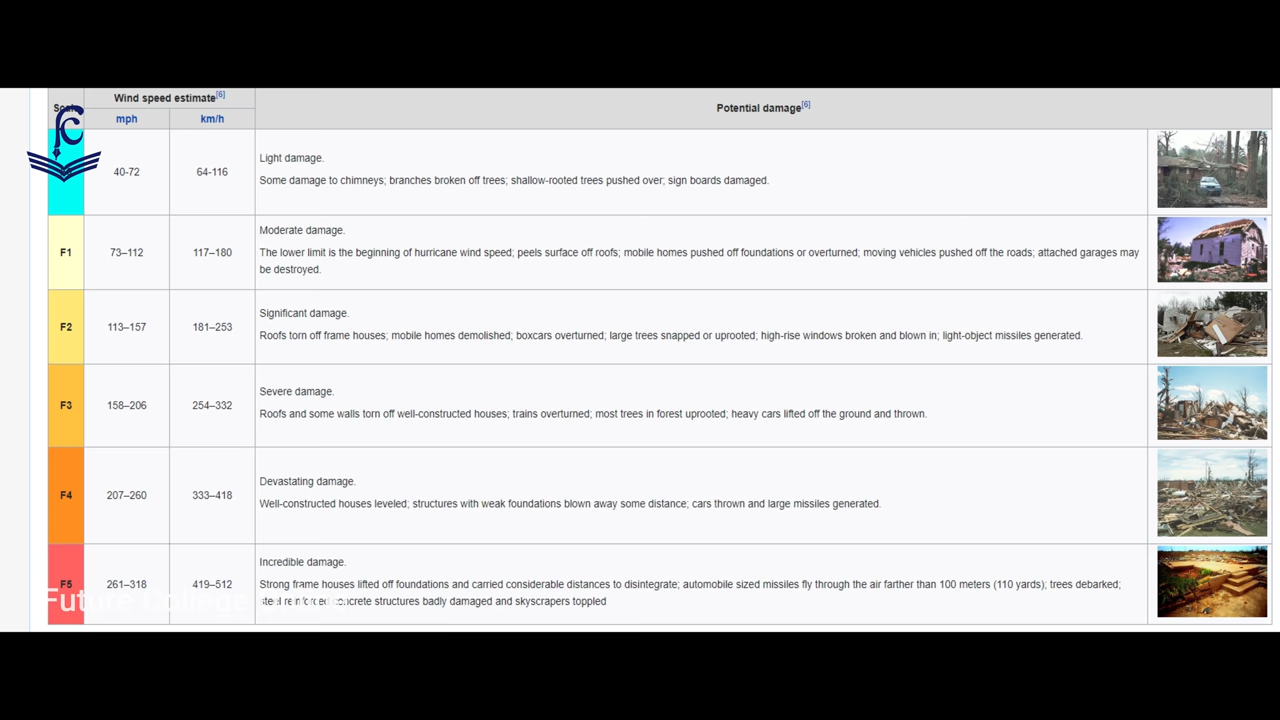 Wind speed estimate[6]
Potential damage[6]
mph km/h
40-72 64-116
Light damage.
Some damage to chimneys; branches broken off trees; shallow-rooted trees pushed over; sign boards damaged.
F1 73–112 117–180
Moderate damage.
The lower limit is the beginning of hurricane wind speed; peels surface off roofs; mobile homes pushed off foundations or overturned; moving vehicles pushed off the roads; attached garages may
be destroyed.
F2 113–157 181–253
Significant damage.
Roofs torn off frame houses; mobile homes demolished; boxcars overturned; large trees snapped or uprooted; high-rise windows broken and blown in; light-object missiles generated.
F3 158–206 254–332
Severe damage.
Roofs and some walls torn off well-constructed houses; trains overturned; most trees in forest uprooted; heavy cars lifted off the ground and thrown.
F4 207–260 333–418
Devastating damage.
Well-constructed houses leveled; structures with weak foundations blown away some distance; cars thrown and large missiles generated.
F5 261–318 419–512
Incredible damage.
Strong frame houses lifted off foundations and carried considerable distances to disintegrate; automobile sized missiles fly through the air farther than 100 meters (110 yards); trees debarked;
structures badly damaged and skyscrapers toppled
Future College